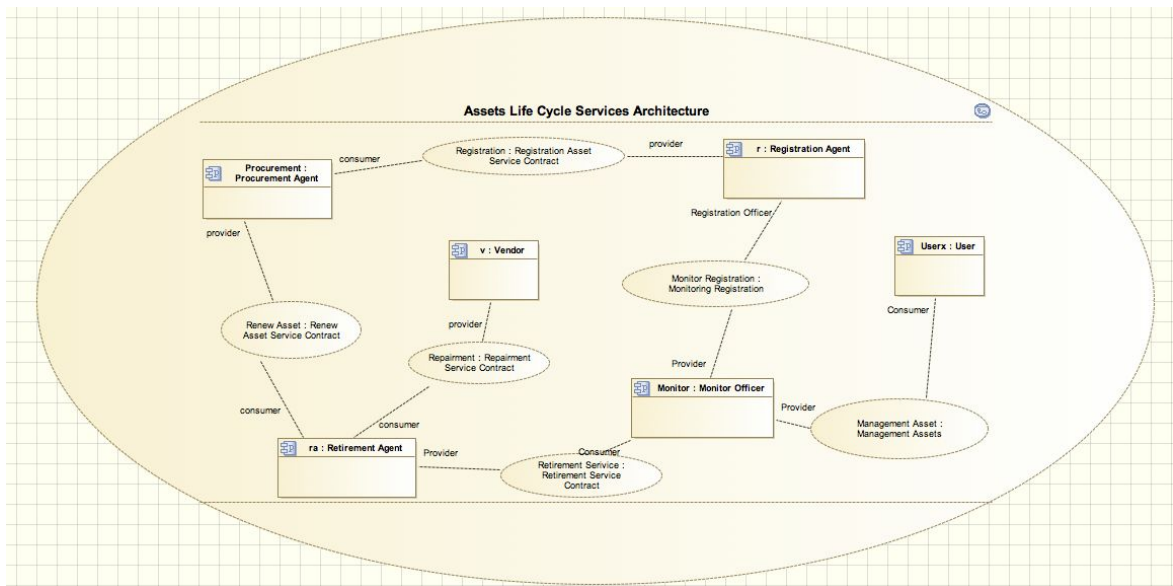 Assets Life Cycle Services Architecture
Procurement :
Procurement Agent
consumer
Registration : Registration Asset
Service Contract
provider
r : Registration Agent
provider
Registration Officer
v : Vendor
Userx : User
Monitor Registration :
Monitoring Registration
Consumer
Renew Asset : Renew
Asset Service Contract
provider
Repairment : Repairment
Service Contract
Provider
Monitor : Monitor Officer
consumer
consumer
Provider
Management Asset :
Management Assets
ra : Retirement Agent
Provider
Consumer
Retirement Serivice :
Retirement Service
Contract